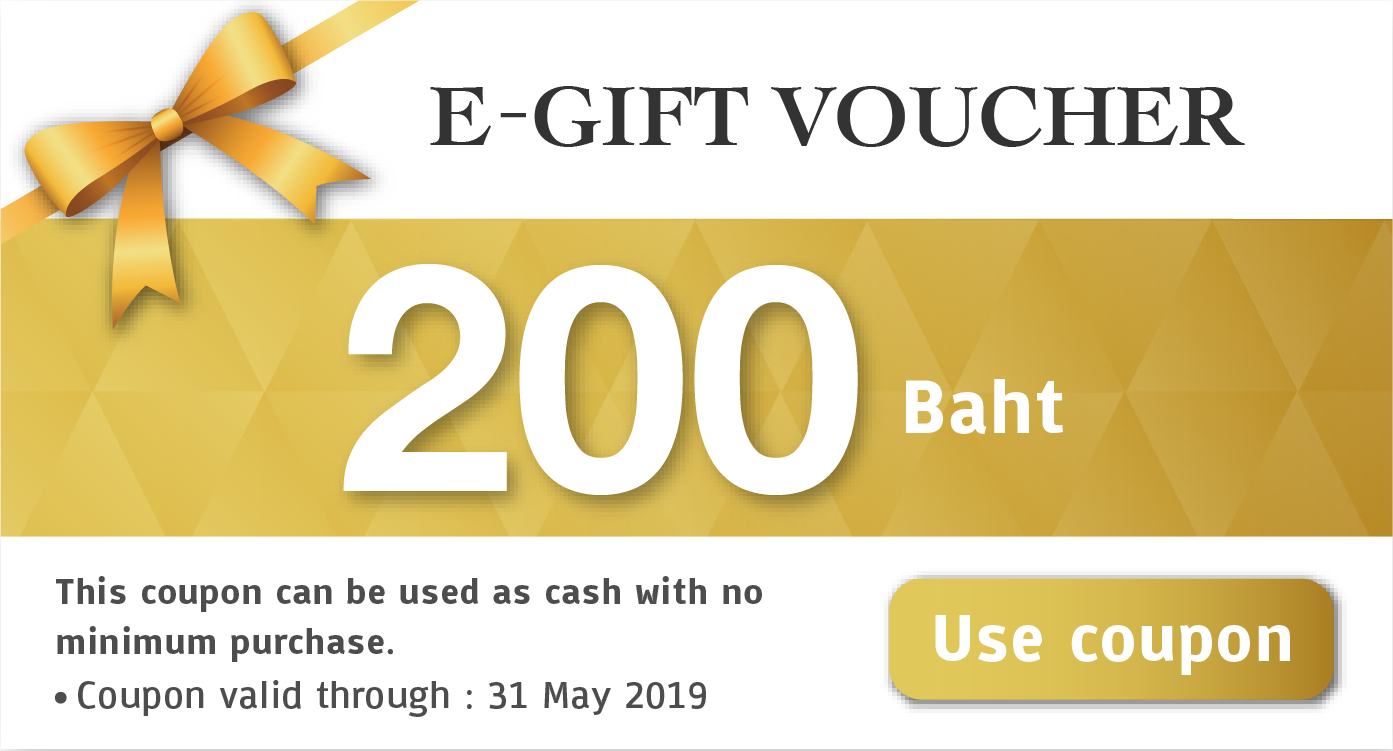 E-GIFT VOUCHER
200 Baht
This coupon can be used as cash with no
minimum purchase.
• Coupon valid through : 31 May 2019
Use coupon